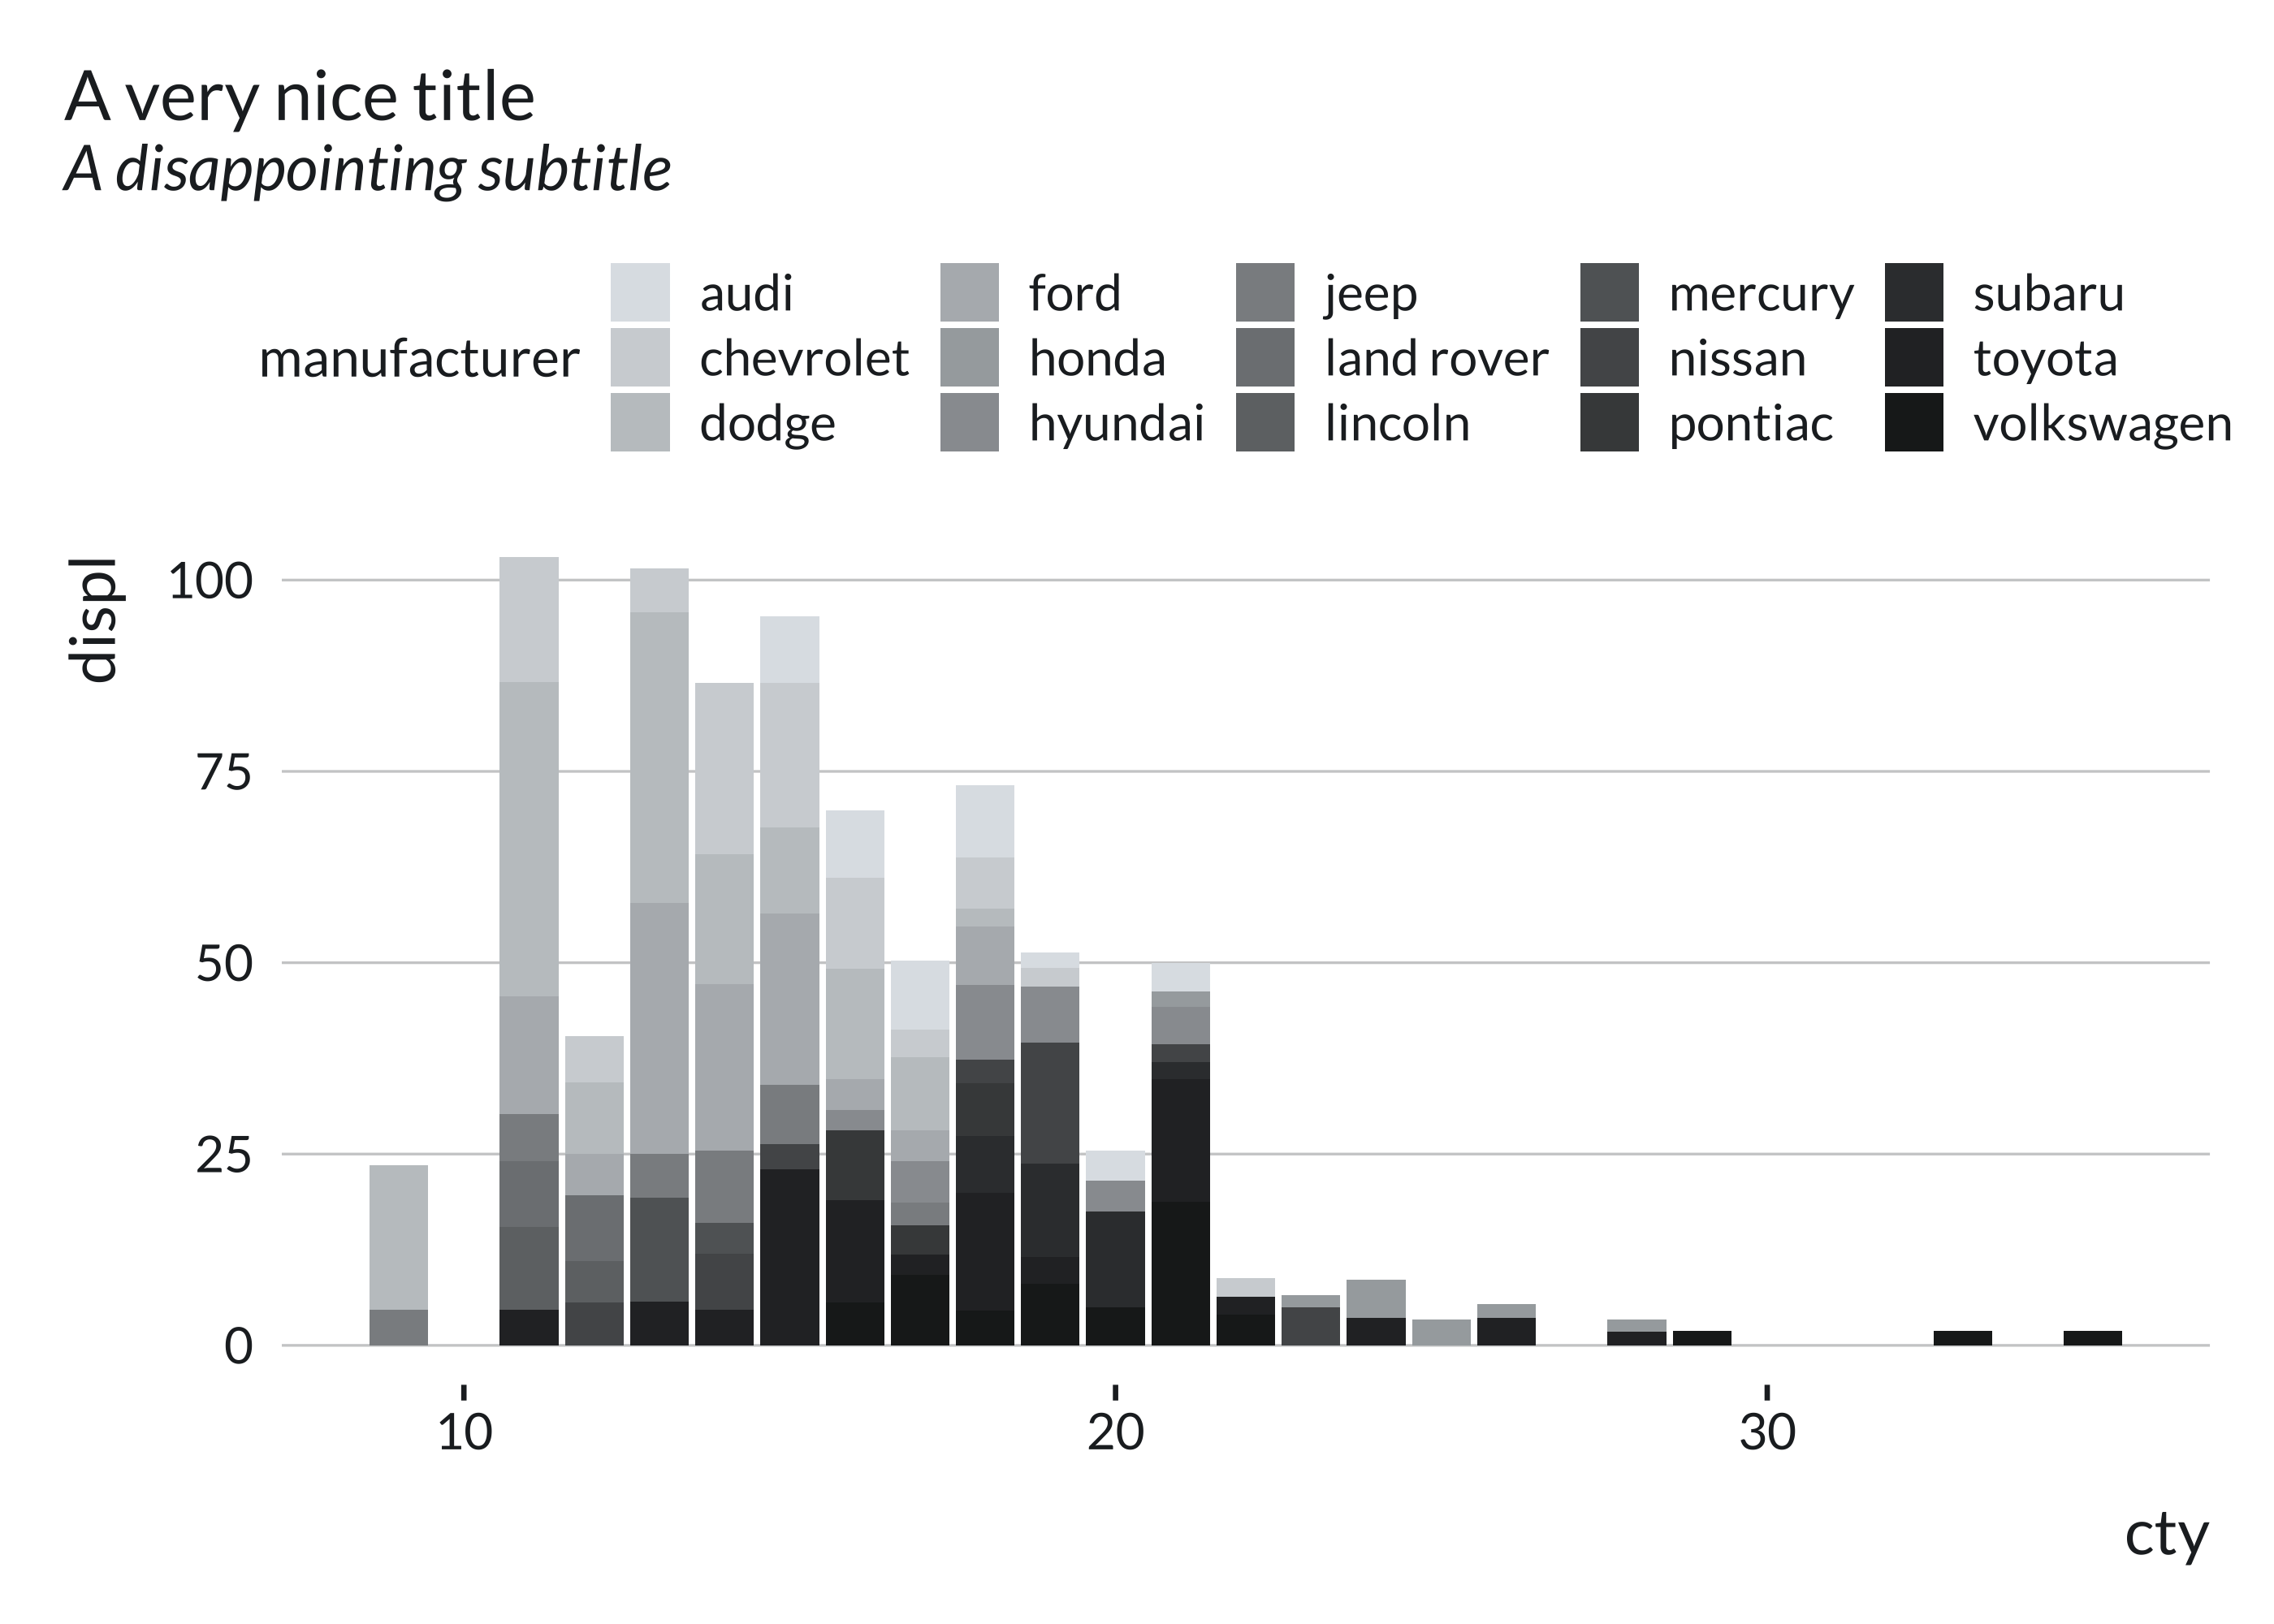 A very nice title
A disappointing subtitle
audi ford jeep mercury subaru
manufacturer chevrolet honda land rover nissan toyota
dodge hyundai lincoln pontiac volkswagen
displ
100
75
50
25
0
10 20 30
cty